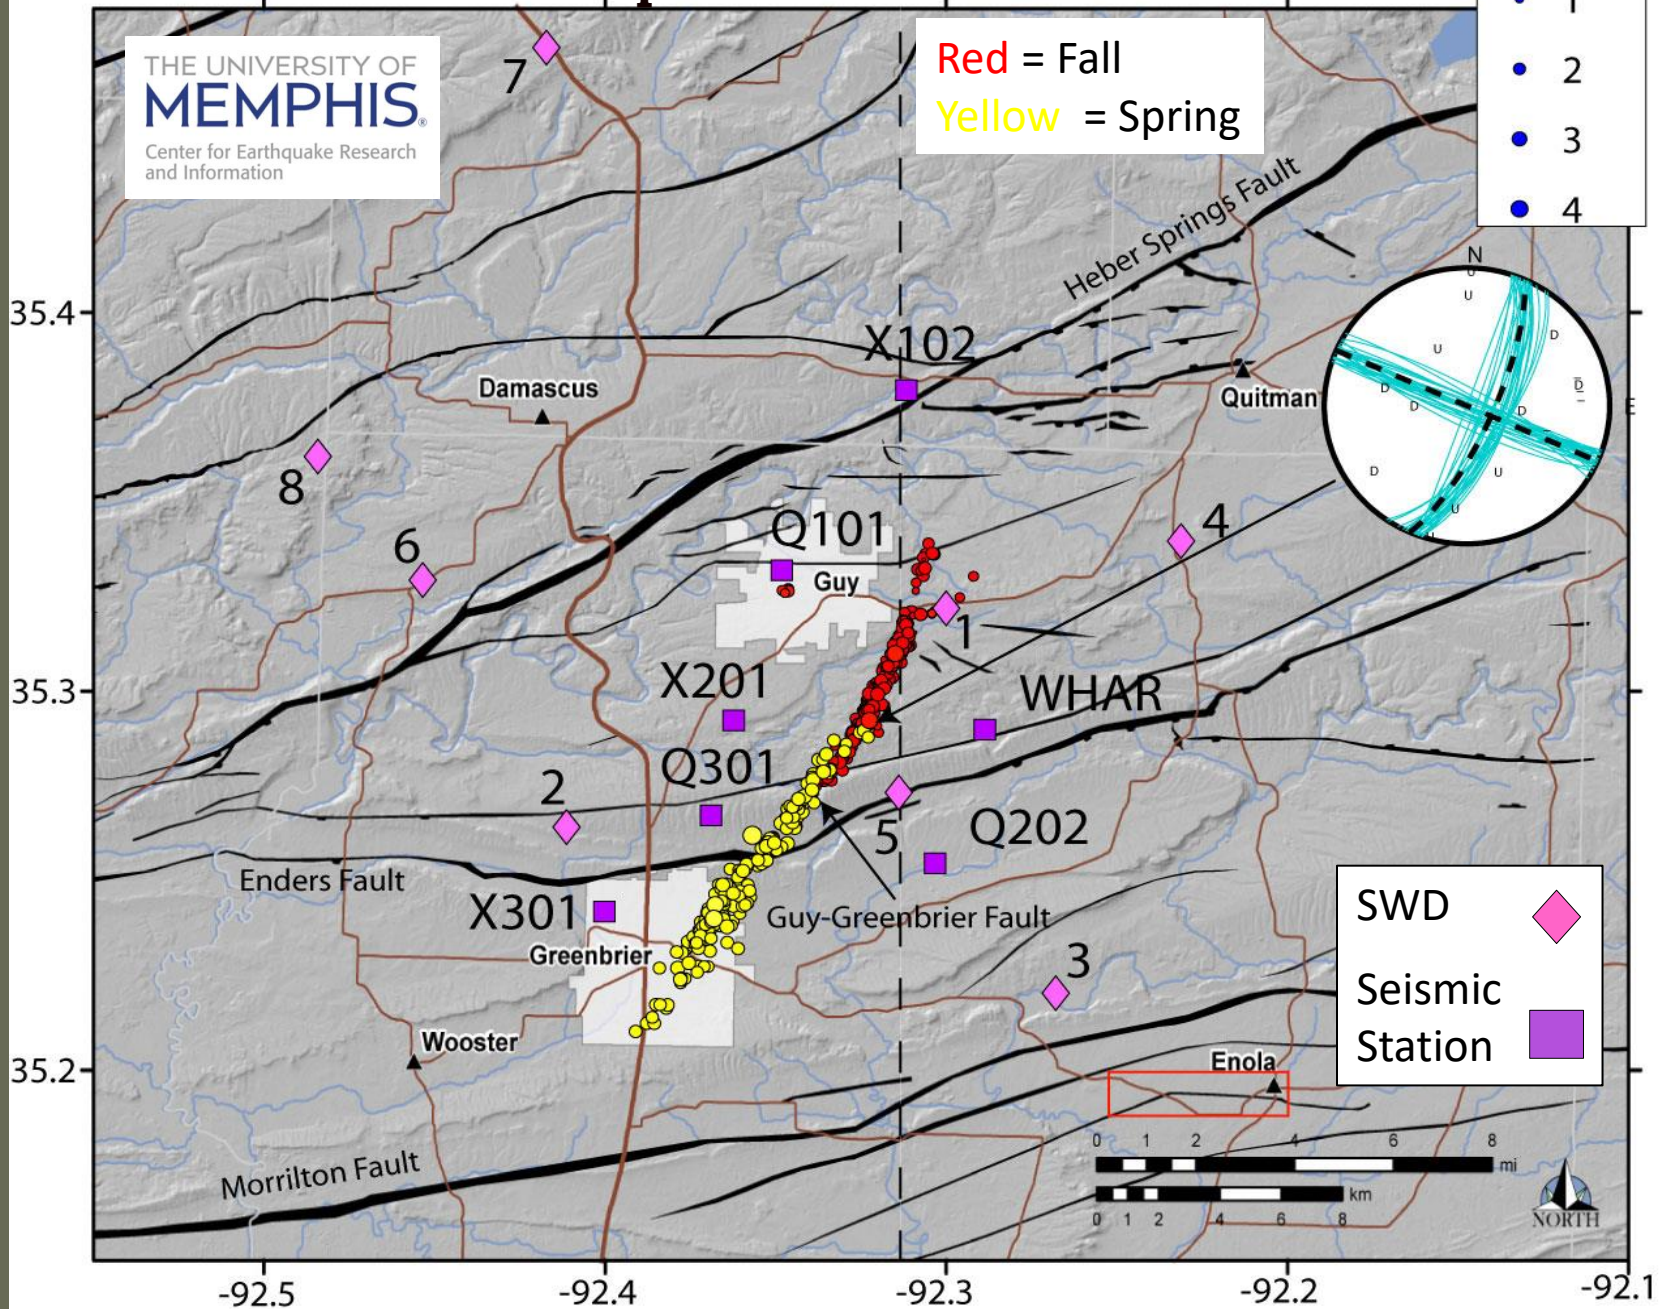 THE UNIVERSITY OF
MEMPHIS®
Center for Earthquake Research
and Information
Red = Fall
Yellow = Spring
1
2
3
4
7
Heber Springs Fault
N
U
U
D
U
D
D
D
D
E
D
U
U
35.4
X102
Damascus
Quitman
8
6
Q101
4
Guy
1
X201
WHAR
35.3
Q301
2
5
Q202
Enders Fault
X301
Guy-Greenbrier Fault
Greenbrier
3
SWD
Seismic
Station
Wooster
Enola
35.2
Morrilton Fault
0 1 2 4 6 8
mi
km
0 1 2 4 6 8
NORTH
-92.5
-92.4
-92.3
-92.2
-92.1